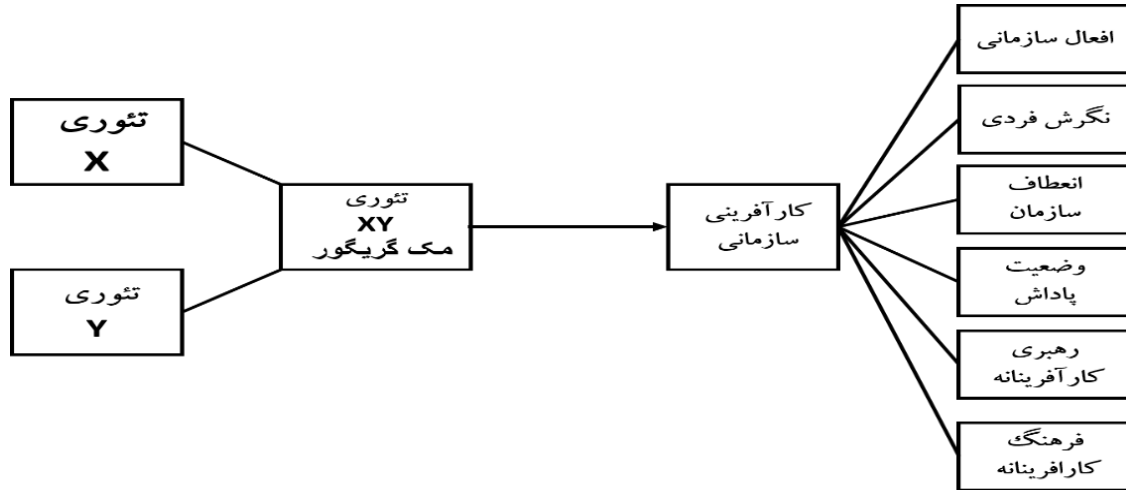 افعال سازمانی
نگرش فردی
انعطاف
سازمان
وضعیت
پاداش
رهبری
کارآفرینانه
فرهنگ
کارافرینانه
کارآفرینی
سازمانی
تئوری
XY
مک گریگور
تئوری
X
تئوری
Y